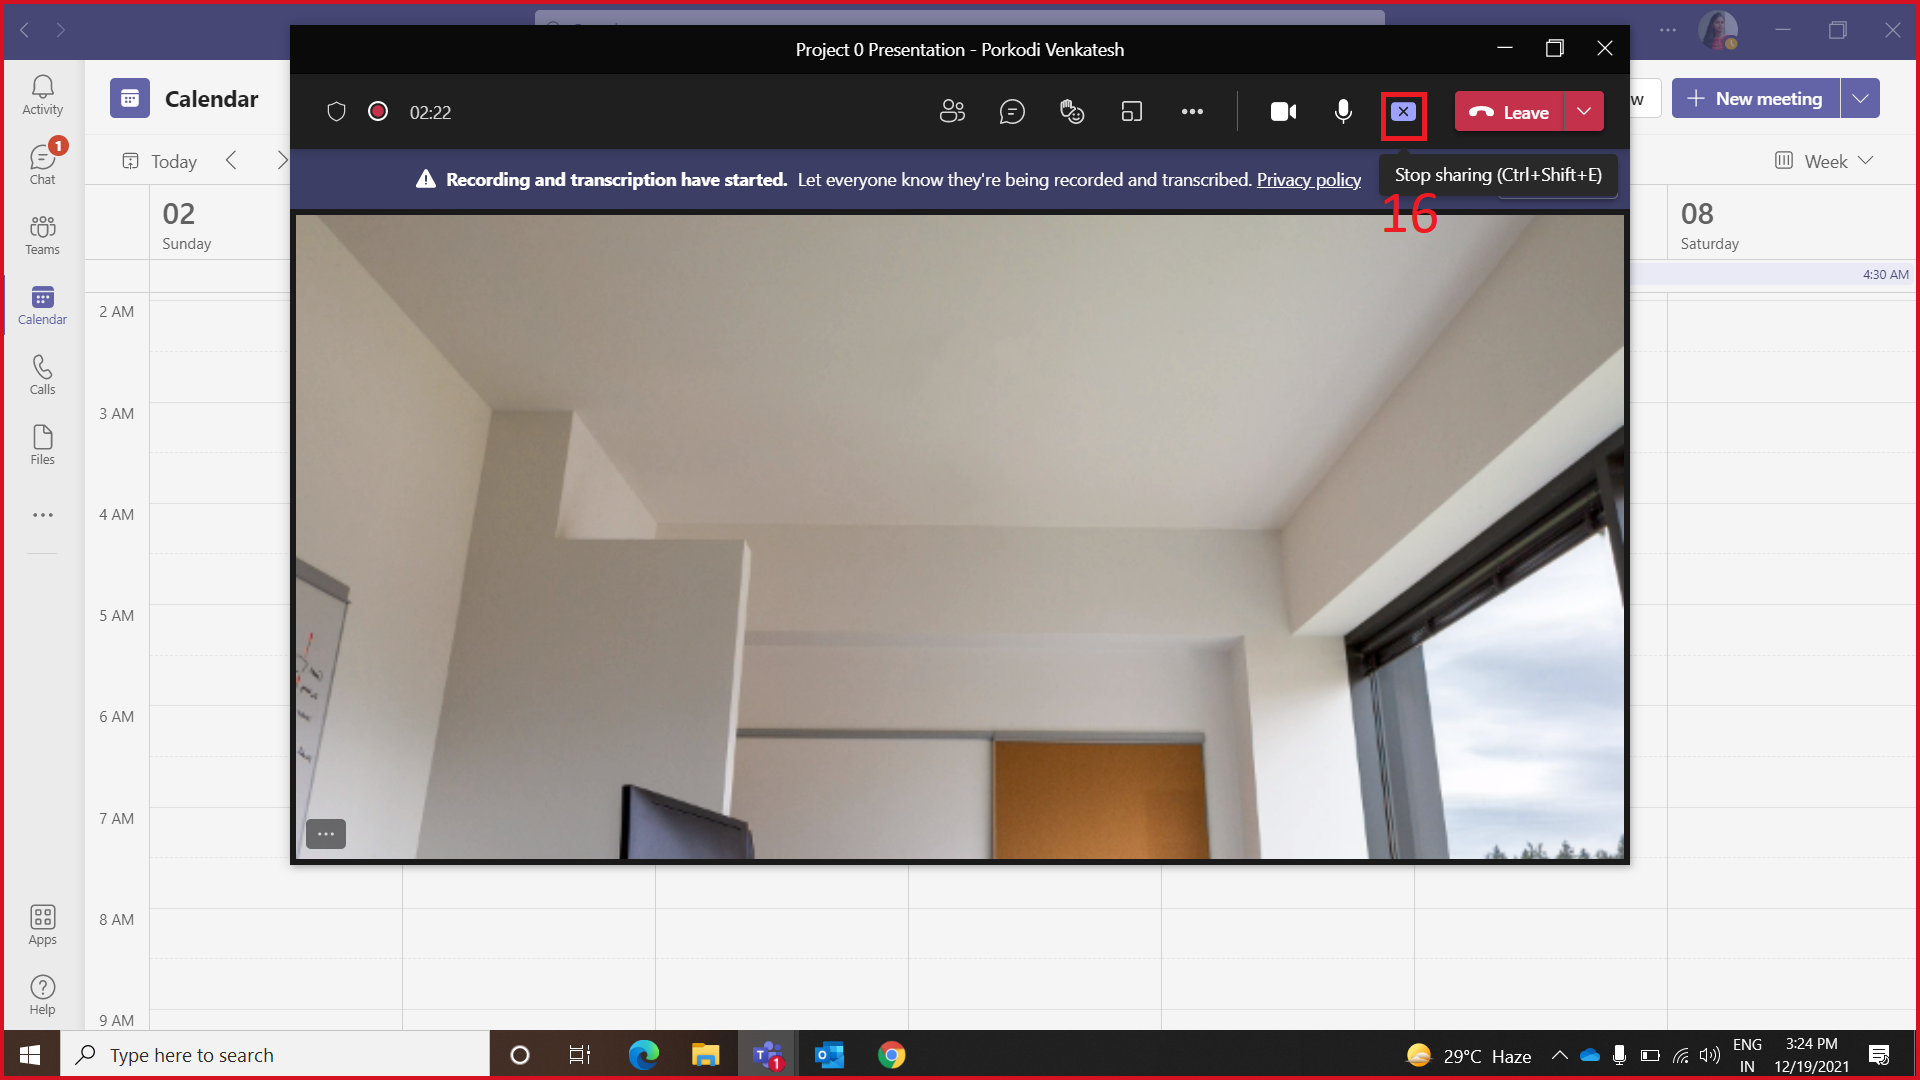 Project 0 Presentation - Porkodi Venkatesh
Activity
Calendar
02:22
Leave
w
New meeting
1
Chat
Today
Recording and transcription have started. Let everyone know they're being recorded and transcribed. Privacy policy
Stop sharing (Ctrl+Shift+E)
Week
16
02
Sunday
08
Saturday
Teams
4:30 AM
Calendar
2 AM
Calls
3 AM
Files
4 AM
5 AM
6 AM
7 AM
8 AM
Apps
Help
9 AM
Type here to search
1
29°C Haze
ENG
IN
3:24 PM
12/19/2021